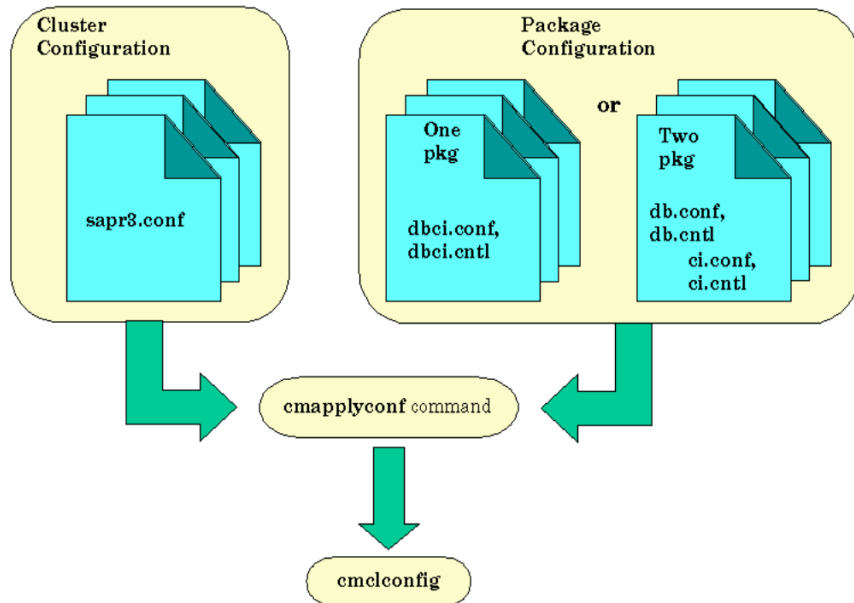 Cluster
Configuration
sapr3.conf
Package
Configuration
One
pkg
dbci.conf,
dbci.cntl
or
Two
pkg
db.conf,
db.cntl
ci.conf,
ci.cntl
cmapplyconf command
cmclconfig